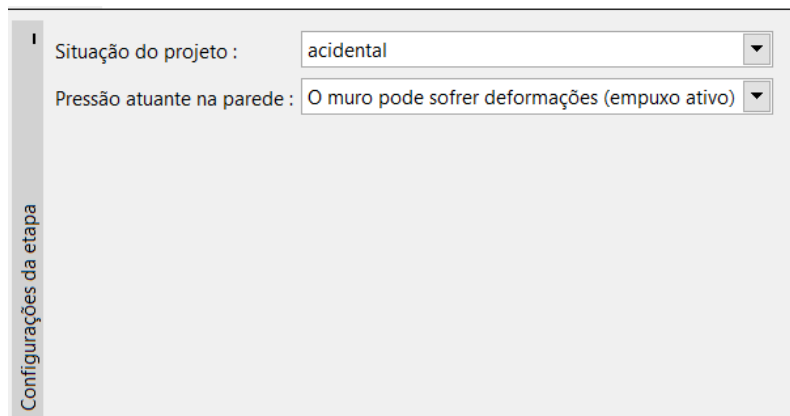 Situação do projeto :
acidental
Pressão atuante na parede :
O muro pode sofrer deformações (empuxo ativo)
Configurações da etapa